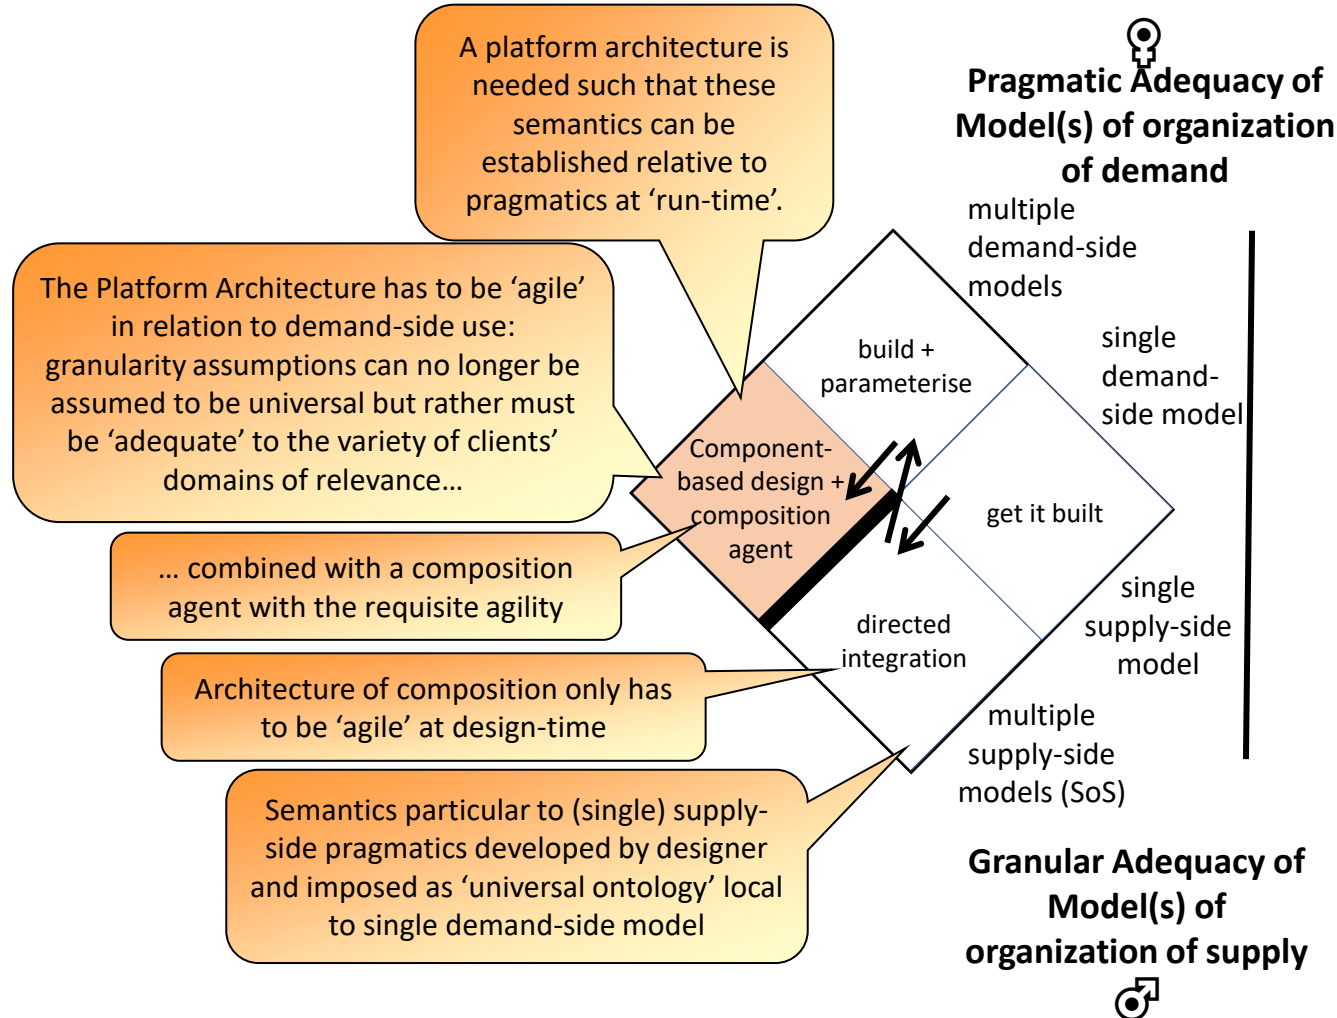 A platform architecture is
needed such that these
semantics can be
established relative to
pragmatics at ‘run-time’.
The Platform Architecture has to be ‘agile’
in relation to demand-side use:
granularity assumptions can no longer be
assumed to be universal but rather must
be ‘adequate’ to the variety of clients’
domains of relevance…
… combined with a composition
agent with the requisite agility
Architecture of composition only has
to be ‘agile’ at design-time
Semantics particular to (single) supply-
side pragmatics developed by designer
and imposed as ‘universal ontology’ local
to single demand-side model
build +
parameterise
Component-
based design +
composition
agent
get it built
directed
integration
Pragmatic Adequacy of
Model(s) of organization
of demand
multiple
demand-side
models
single
demand-
side model
single
supply-side
model
multiple
supply-side
models (SoS)
Granular Adequacy of
Model(s) of
organization of supply